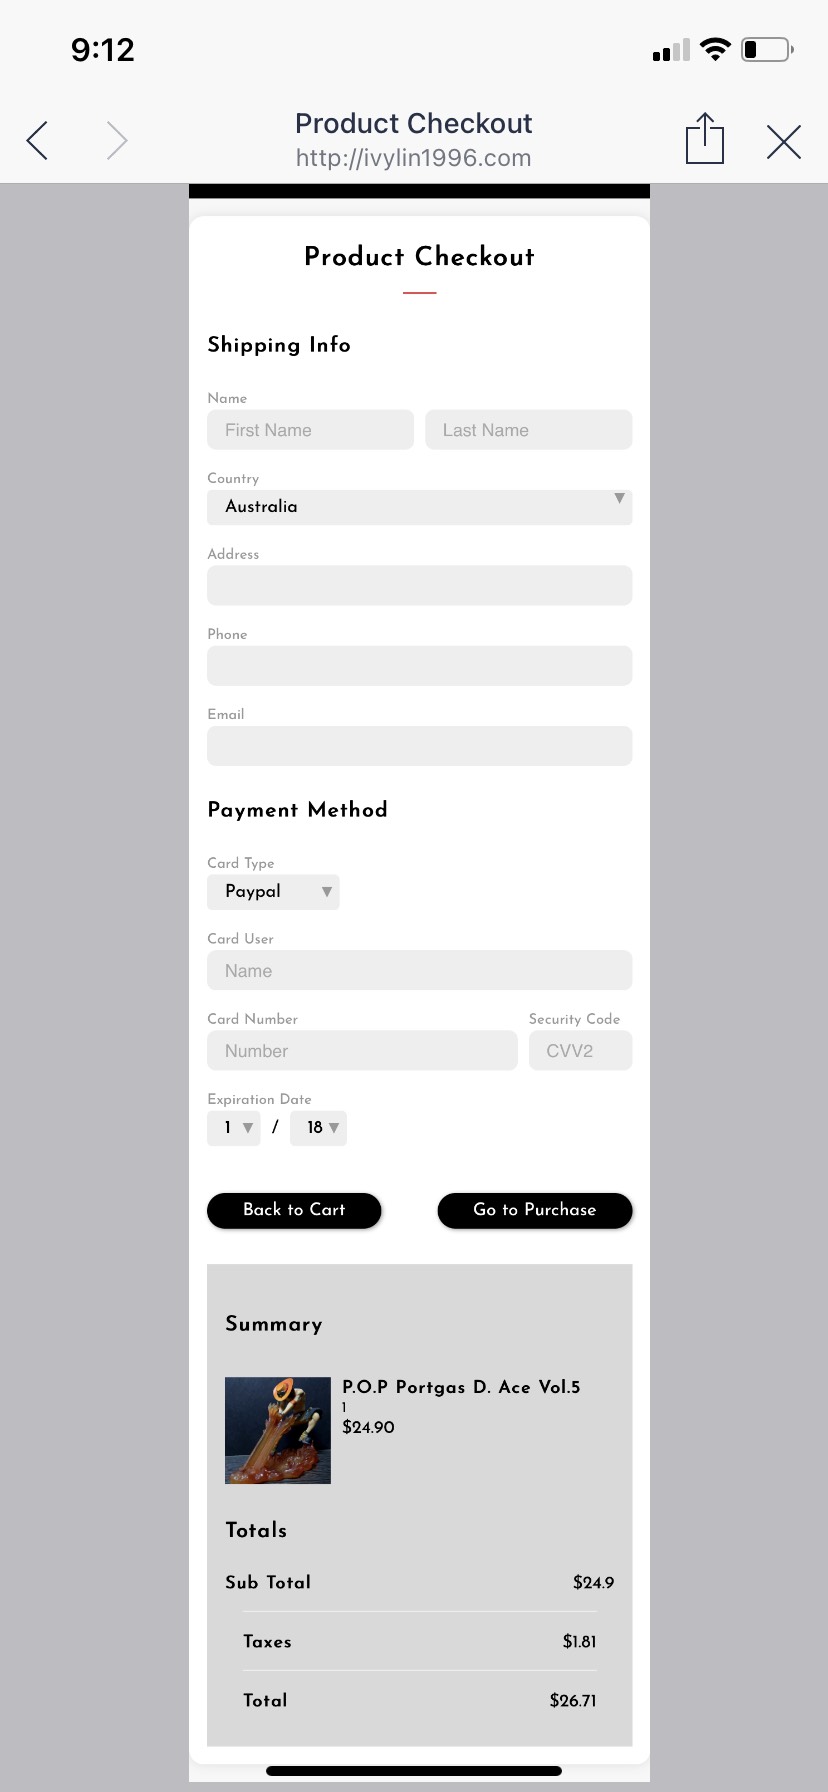 9:12
Product Checkout
http://ivylin1996.com
Product Checkout
Shipping Info
Name
First Name Last Name
Country
Australia
Address
Phone
Email
Payment Method
Card Type
Paypal
Card User
Name
Card Number Security Code
Number CVV2
Expiration Date
1 / 18
Back to Cart Go to Purchase
Summary
P.O.P Portgas D. Ace Vol.5
1
$24.90
Totals
Sub Total $24.9
Taxes $1.81
Total $26.71